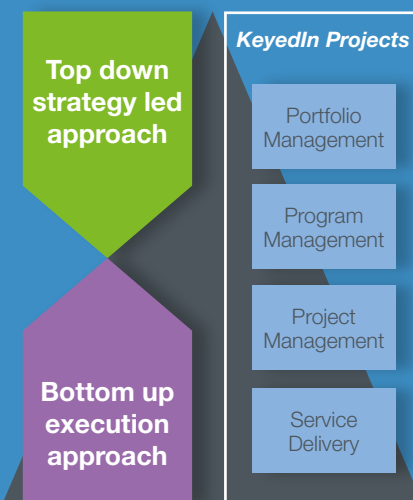 Top down
strategy led
approach
Bottom up
execution
approach
KeyedIn Projects
Portfolio
Management
Program
Management
Project
Management
Service
Delivery